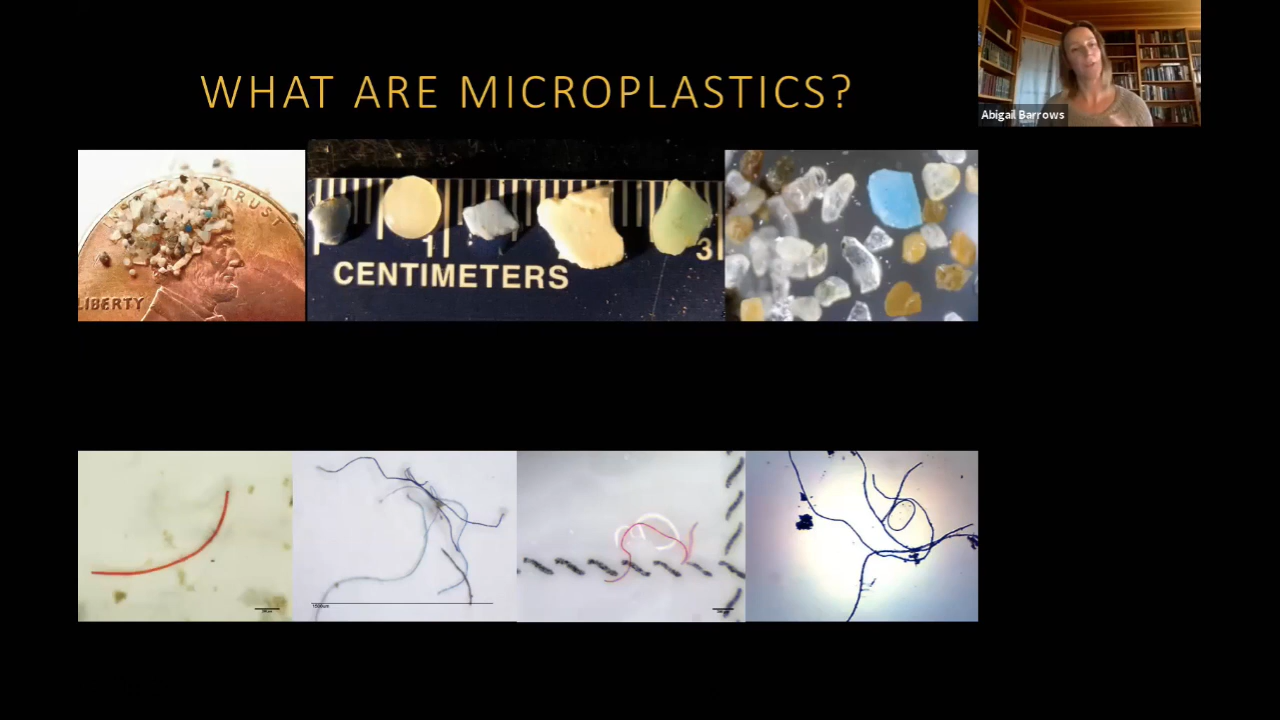 WHAT ARE MICROPLASTICS?
Abigail Barrows
TRUST
LIBERTY
1
3
CENTIMETERS